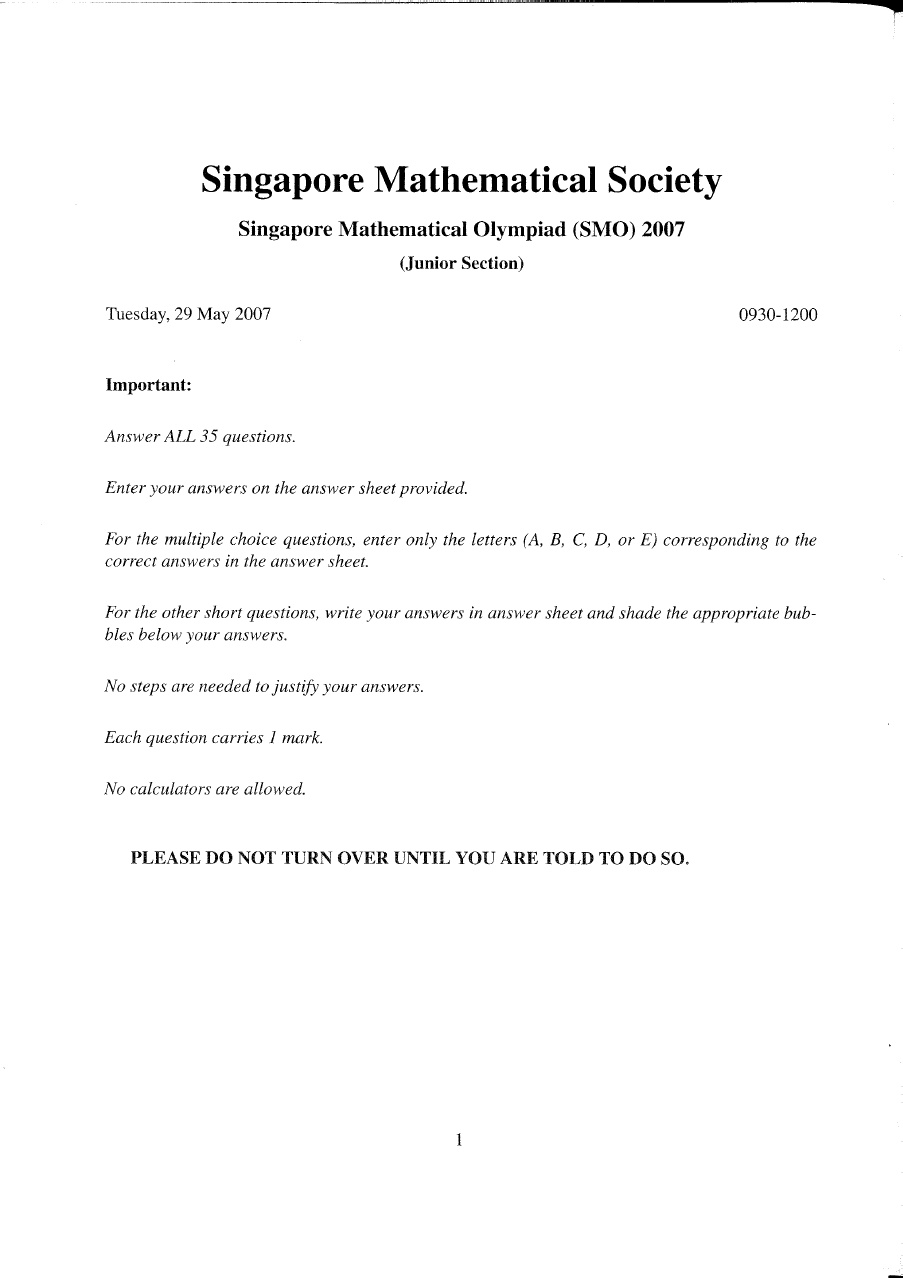 Singapore Mathematical Society
Singapore Mathematical Olympiad (SMO) 2007
(Junior Section)
Tuesday, 29 May 2007 0930-1200
Important:
Answer ALL 35 questions.
Enter your answers on the answer sheet provided.
For the multiple choice questions, enter only the letters (A, B, C, D, or E) corresponding to the
correct answers in the answer sheet.
For the other short questions, write your answers in answer sheet and shade the appropriate bub-
bles below your answers.
No steps are needed to justify your answers.
Each question carries 1 mark.
No calculators are allowed.
PLEASE DO NOT TURN OVER UNTIL YOU ARE TOLD TO DO SO.
1